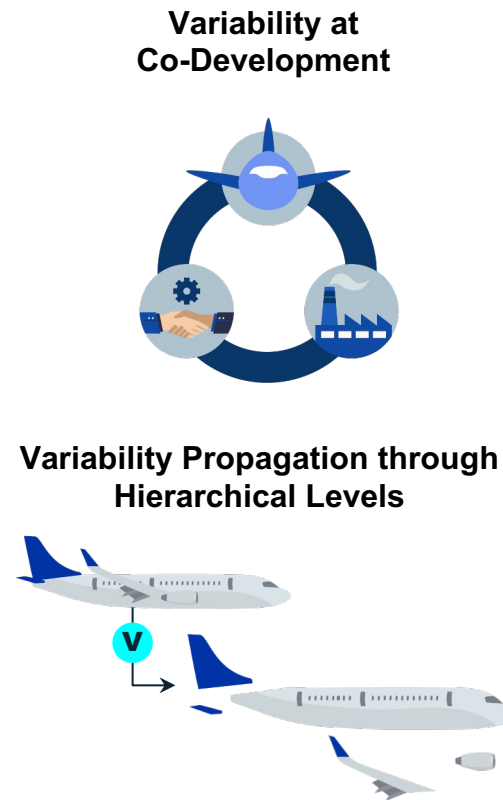 Variability at
Co-Development
Variability Propagation through
Hierarchical Levels
V